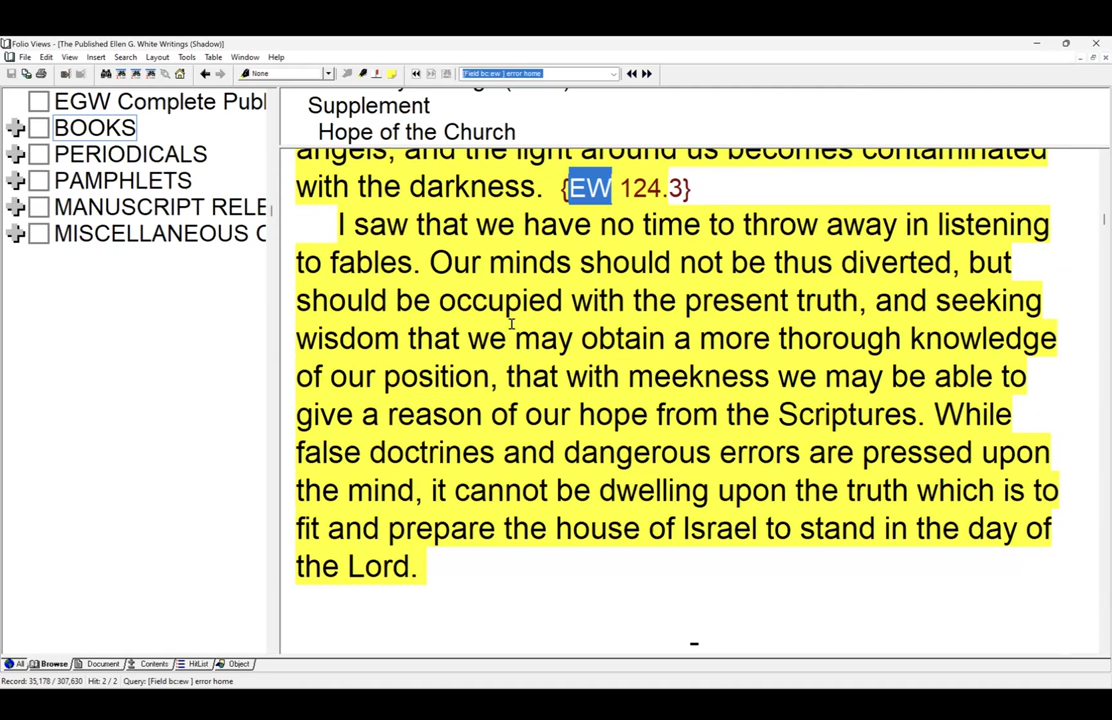 Folio Views - [The Published Ellen G. White Writings (Shadow)]
File Edit View Insert Search Layout Tools Table Window Help
None
[Field bc:ew ] error home
EGW Complete Publ
BOOKS
PERIODICALS
PAMPHLETS
MANUSCRIPT RELE
MISCELLANEOUS C
Supplement
Hope of the Church
angels, and the light around us becomes contaminated
with the darkness. {EW 124.3}
I saw that we have no time to throw away in listening
to fables. Our minds should not be thus diverted, but
should be occupied with the present truth, and seeking
wisdom that we may obtain a more thorough knowledge
of our position, that with meekness we may be able to
give a reason of our hope from the Scriptures. While
false doctrines and dangerous errors are pressed upon
the mind, it cannot be dwelling upon the truth which is to
fit and prepare the house of Israel to stand in the day of
the Lord.
-
All Browse Document Contents HitList Object
Record: 35,178 / 307,630 Hit: 2 / 2 Query: [Field bc:ew ] error home